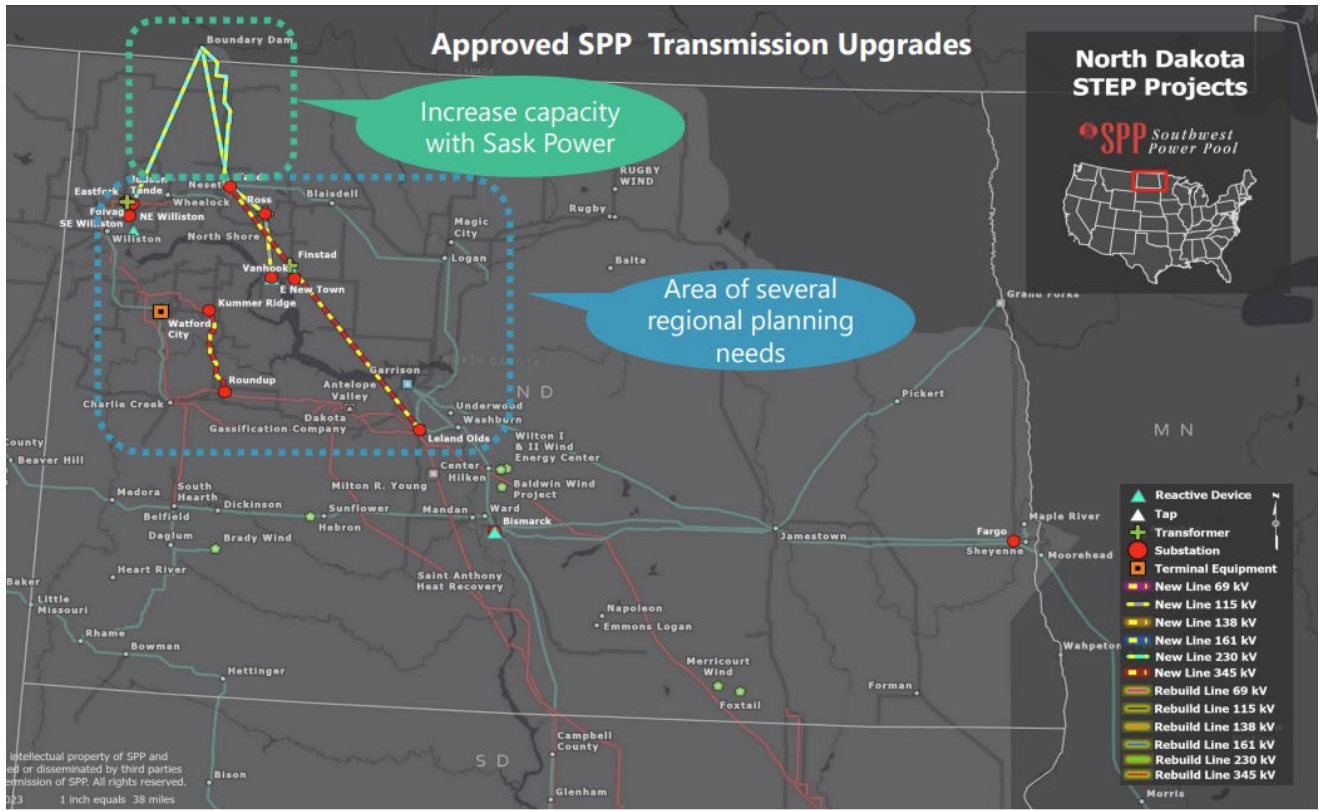 Approved SPP Transmission Upgrades
Boundary Dam
CANADA
Increase capacity
with Sask Power
North Dakota
STEP Projects
SPP Southwest
Power Pool
RUGBY
WIND
Rugby
Eastfork
Tande
Neset
Wheelock
Blaisdell
Ross
Folvag
NE Williston
SE Williston
Williston
North Shore
Magic
City
Logan
Balta
Finstad
Vanhook
E New Town
Area of several
regional planning
needs
Grand Forks
Kummer Ridge
Watford
City
NORTH DAKOTA
Garrison
Roundup
Antelope
Valley
Charlie Creek
Dakota
Gassification Company
Underwood
Washburn
ND
Pickert
MN
Leland Olds
Wilton I
& II Wind
Energy Center
County
Beaver Hill
Center
Hilken
Baldwin Wind
Project
Milton R. Young
Medora
South
Hearth
Belfield
Dickinson
Sunflower
Hebron
Mandan
Ward
Bismarck
Jamestown
Fargo
Maple River
Sheyenne
Moorehead
Daglum
Brady Wind
Baker
Heart River
Saint Anthony
Heat Recovery
Little
Missouri
Napoleon
Emmons Logan
Rhame
Bowman
Hettinger
Merricourt
Wind
Foxtail
Forman
Wahpeton
Campbell
County
SD
Bison
Glenham
Morris
Reactive Device
Tap
Transformer
Substation
Terminal Equipment
New Line 69 kV
New Line 115 kV
New Line 138 kV
New Line 161 kV
New Line 230 kV
New Line 345 kV
Rebuild Line 69 kV
Rebuild Line 115 kV
Rebuild Line 138 kV
Rebuild Line 161 kV
Rebuild Line 230 kV
Rebuild Line 345 kV
N
intellectual property of SPP and
ed or disseminated by third parties
ermission of SPP. All rights reserved.
023 1 inch equals 38 miles